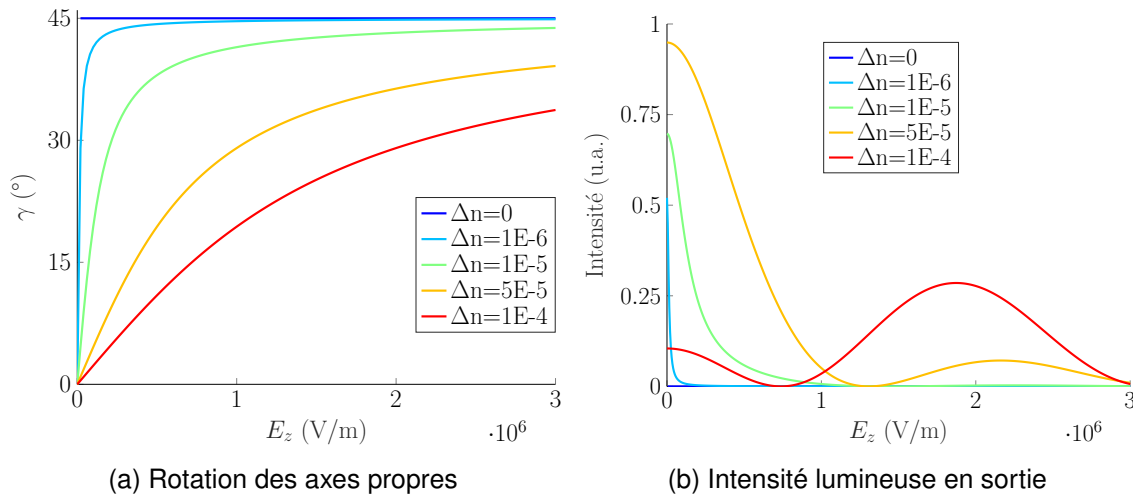 45
30
15
0
γ (°)
Δn=0
Δn=1E-6
Δn=1E-5
Δn=5E-5
Δn=1E-4
0
1
2
3
E_z (V/m)
·10^6
(a) Rotation des axes propres
1
0.75
0.5
0.25
0
Intensité (u.a.)
Δn=0
Δn=1E-6
Δn=1E-5
Δn=5E-5
Δn=1E-4
0
1
2
3
E_z (V/m)
·10^6
(b) Intensité lumineuse en sortie